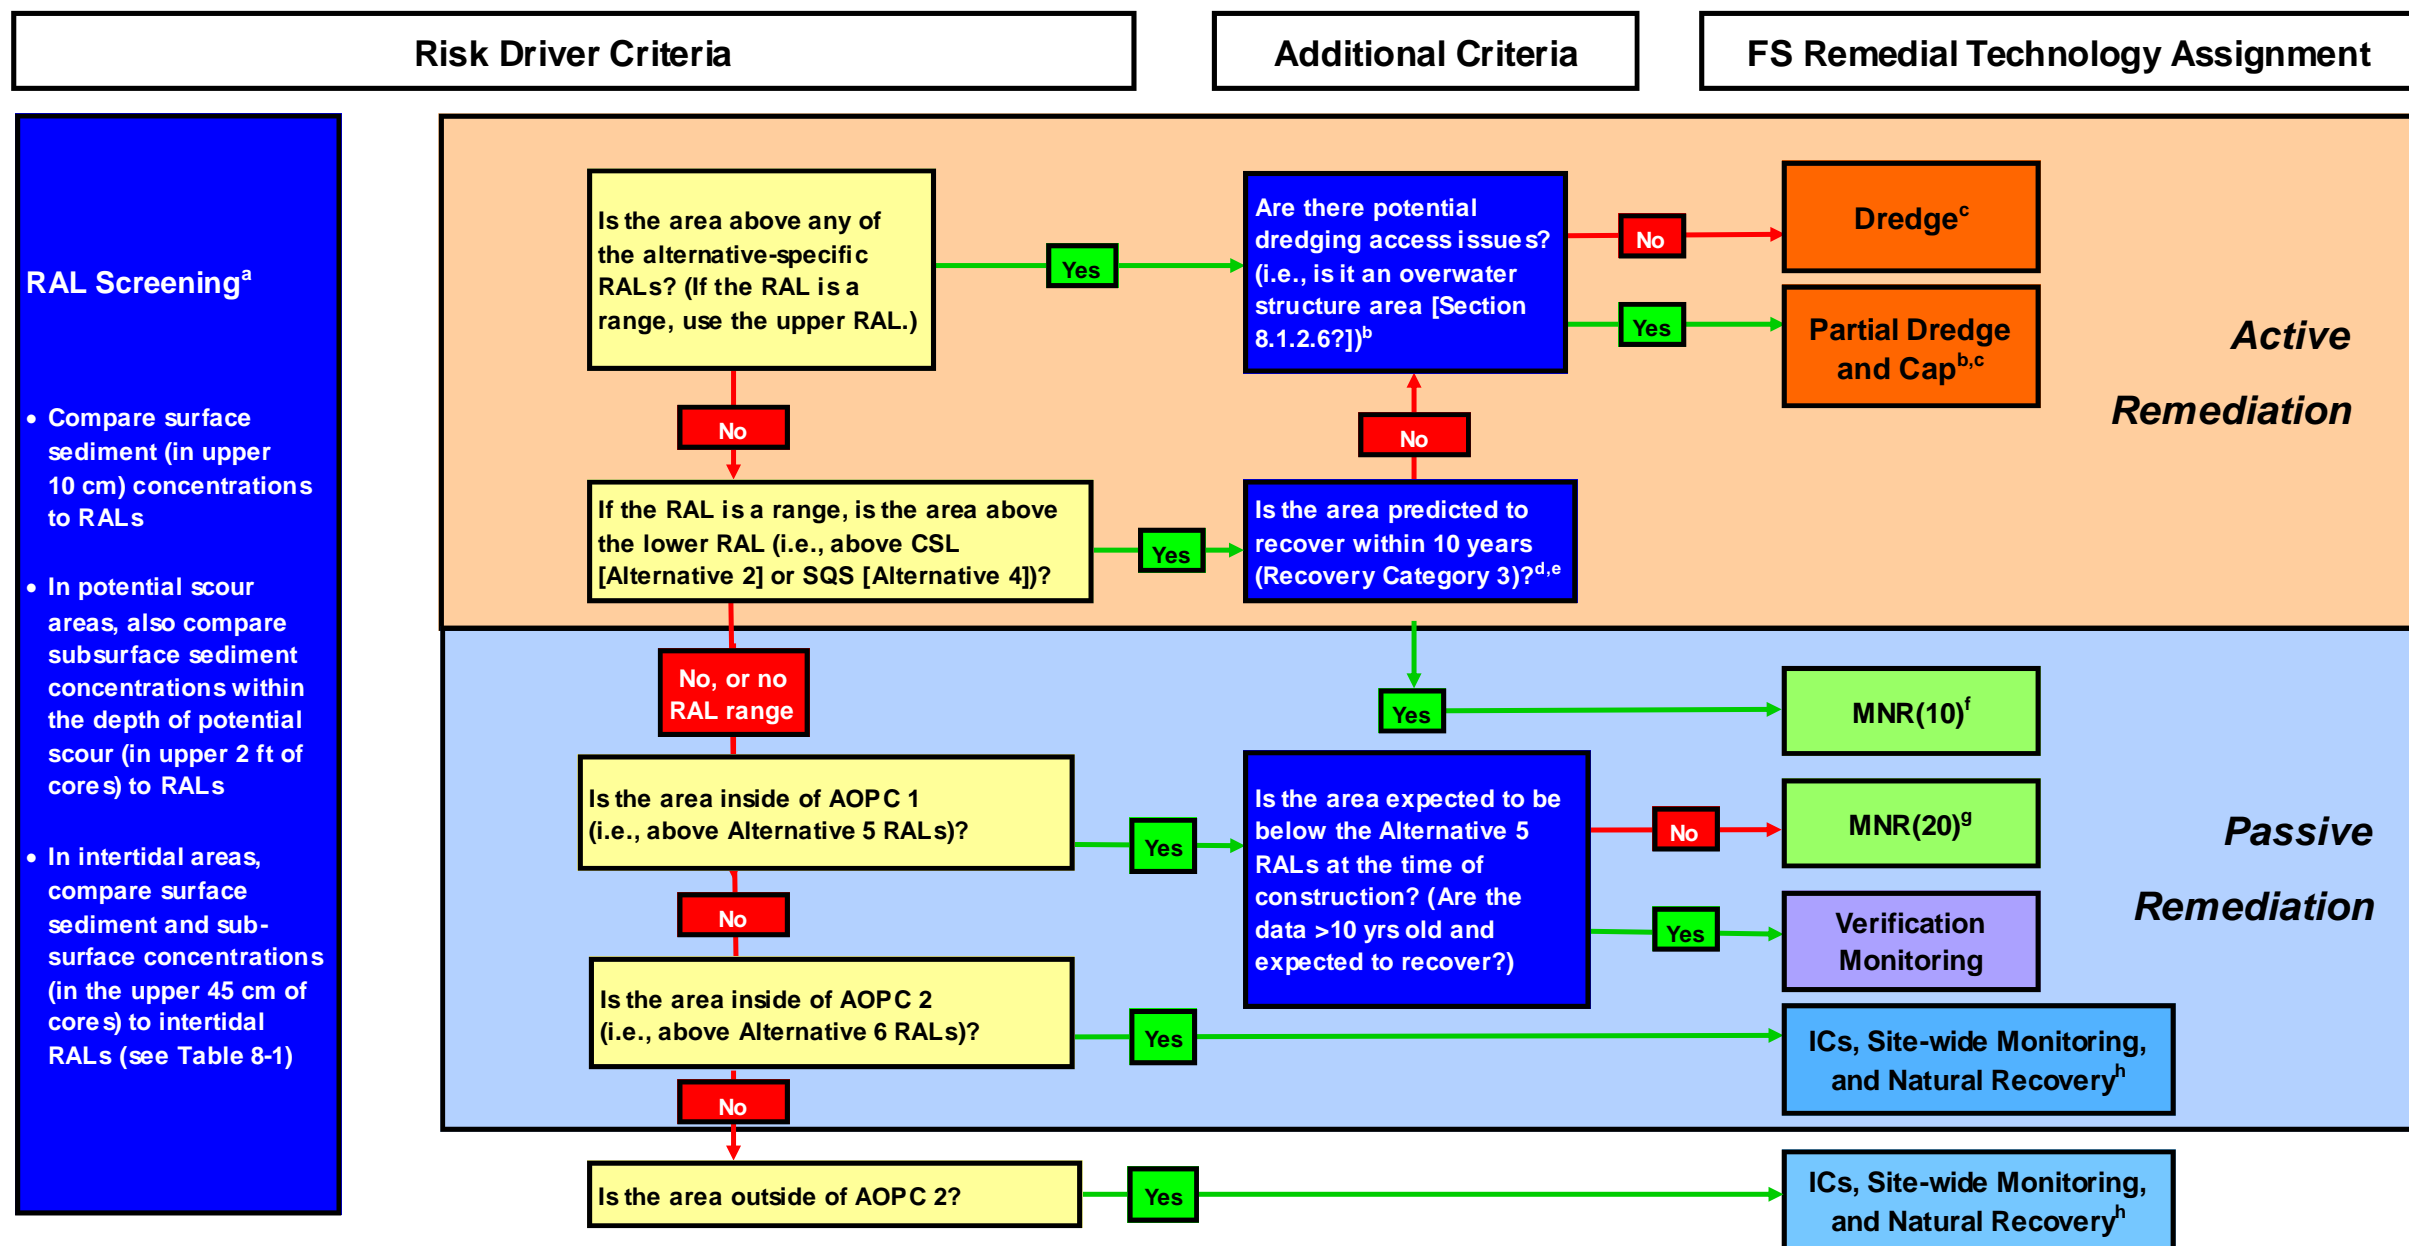 Risk Driver Criteria
Additional Criteria
FS Remedial Technology Assignment
RAL Screeningᵃ
• Compare surface
sediment (in upper
10 cm) concentrations
to RALs
• In potential scour
areas, also compare
subsurface sediment
concentrations within
the depth of potential
scour (in upper 2 ft of
cores) to RALs
• In intertidal areas,
compare surface
sediment and sub-
surface concentrations
(in the upper 45 cm of
cores) to intertidal
RALs (see Table 8-1)
Is the area above any of
the alternative-specific
RALs? (If the RAL is a
range, use the upper RAL.)
Yes
Are there potential
dredging access issues?
(i.e., is it an overwater
structure area [Section
8.1.2.6?])ᵇ
No
Dredgeᶜ
Yes
Partial Dredge
and Capᵇ,ᶜ
Active
Remediation
No
No
If the RAL is a range, is the area above
the lower RAL (i.e., above CSL
[Alternative 2] or SQS [Alternative 4])?
Yes
Is the area predicted to
recover within 10 years
(Recovery Category 3)?ᵈ,ᵉ
No, or no
RAL range
Yes
MNR(10)ᶠ
Is the area inside of AOPC 1
(i.e., above Alternative 5 RALs)?
Yes
Is the area expected to be
below the Alternative 5
RALs at the time of
construction? (Are the
data >10 yrs old and
expected to recover?)
No
MNR(20)ᵍ
Yes
Verification
Monitoring
Passive
Remediation
No
Is the area inside of AOPC 2
(i.e., above Alternative 6 RALs)?
Yes
ICs, Site-wide Monitoring,
and Natural Recoveryʰ
No
Is the area outside of AOPC 2?
Yes
ICs, Site-wide Monitoring,
and Natural Recoveryʰ